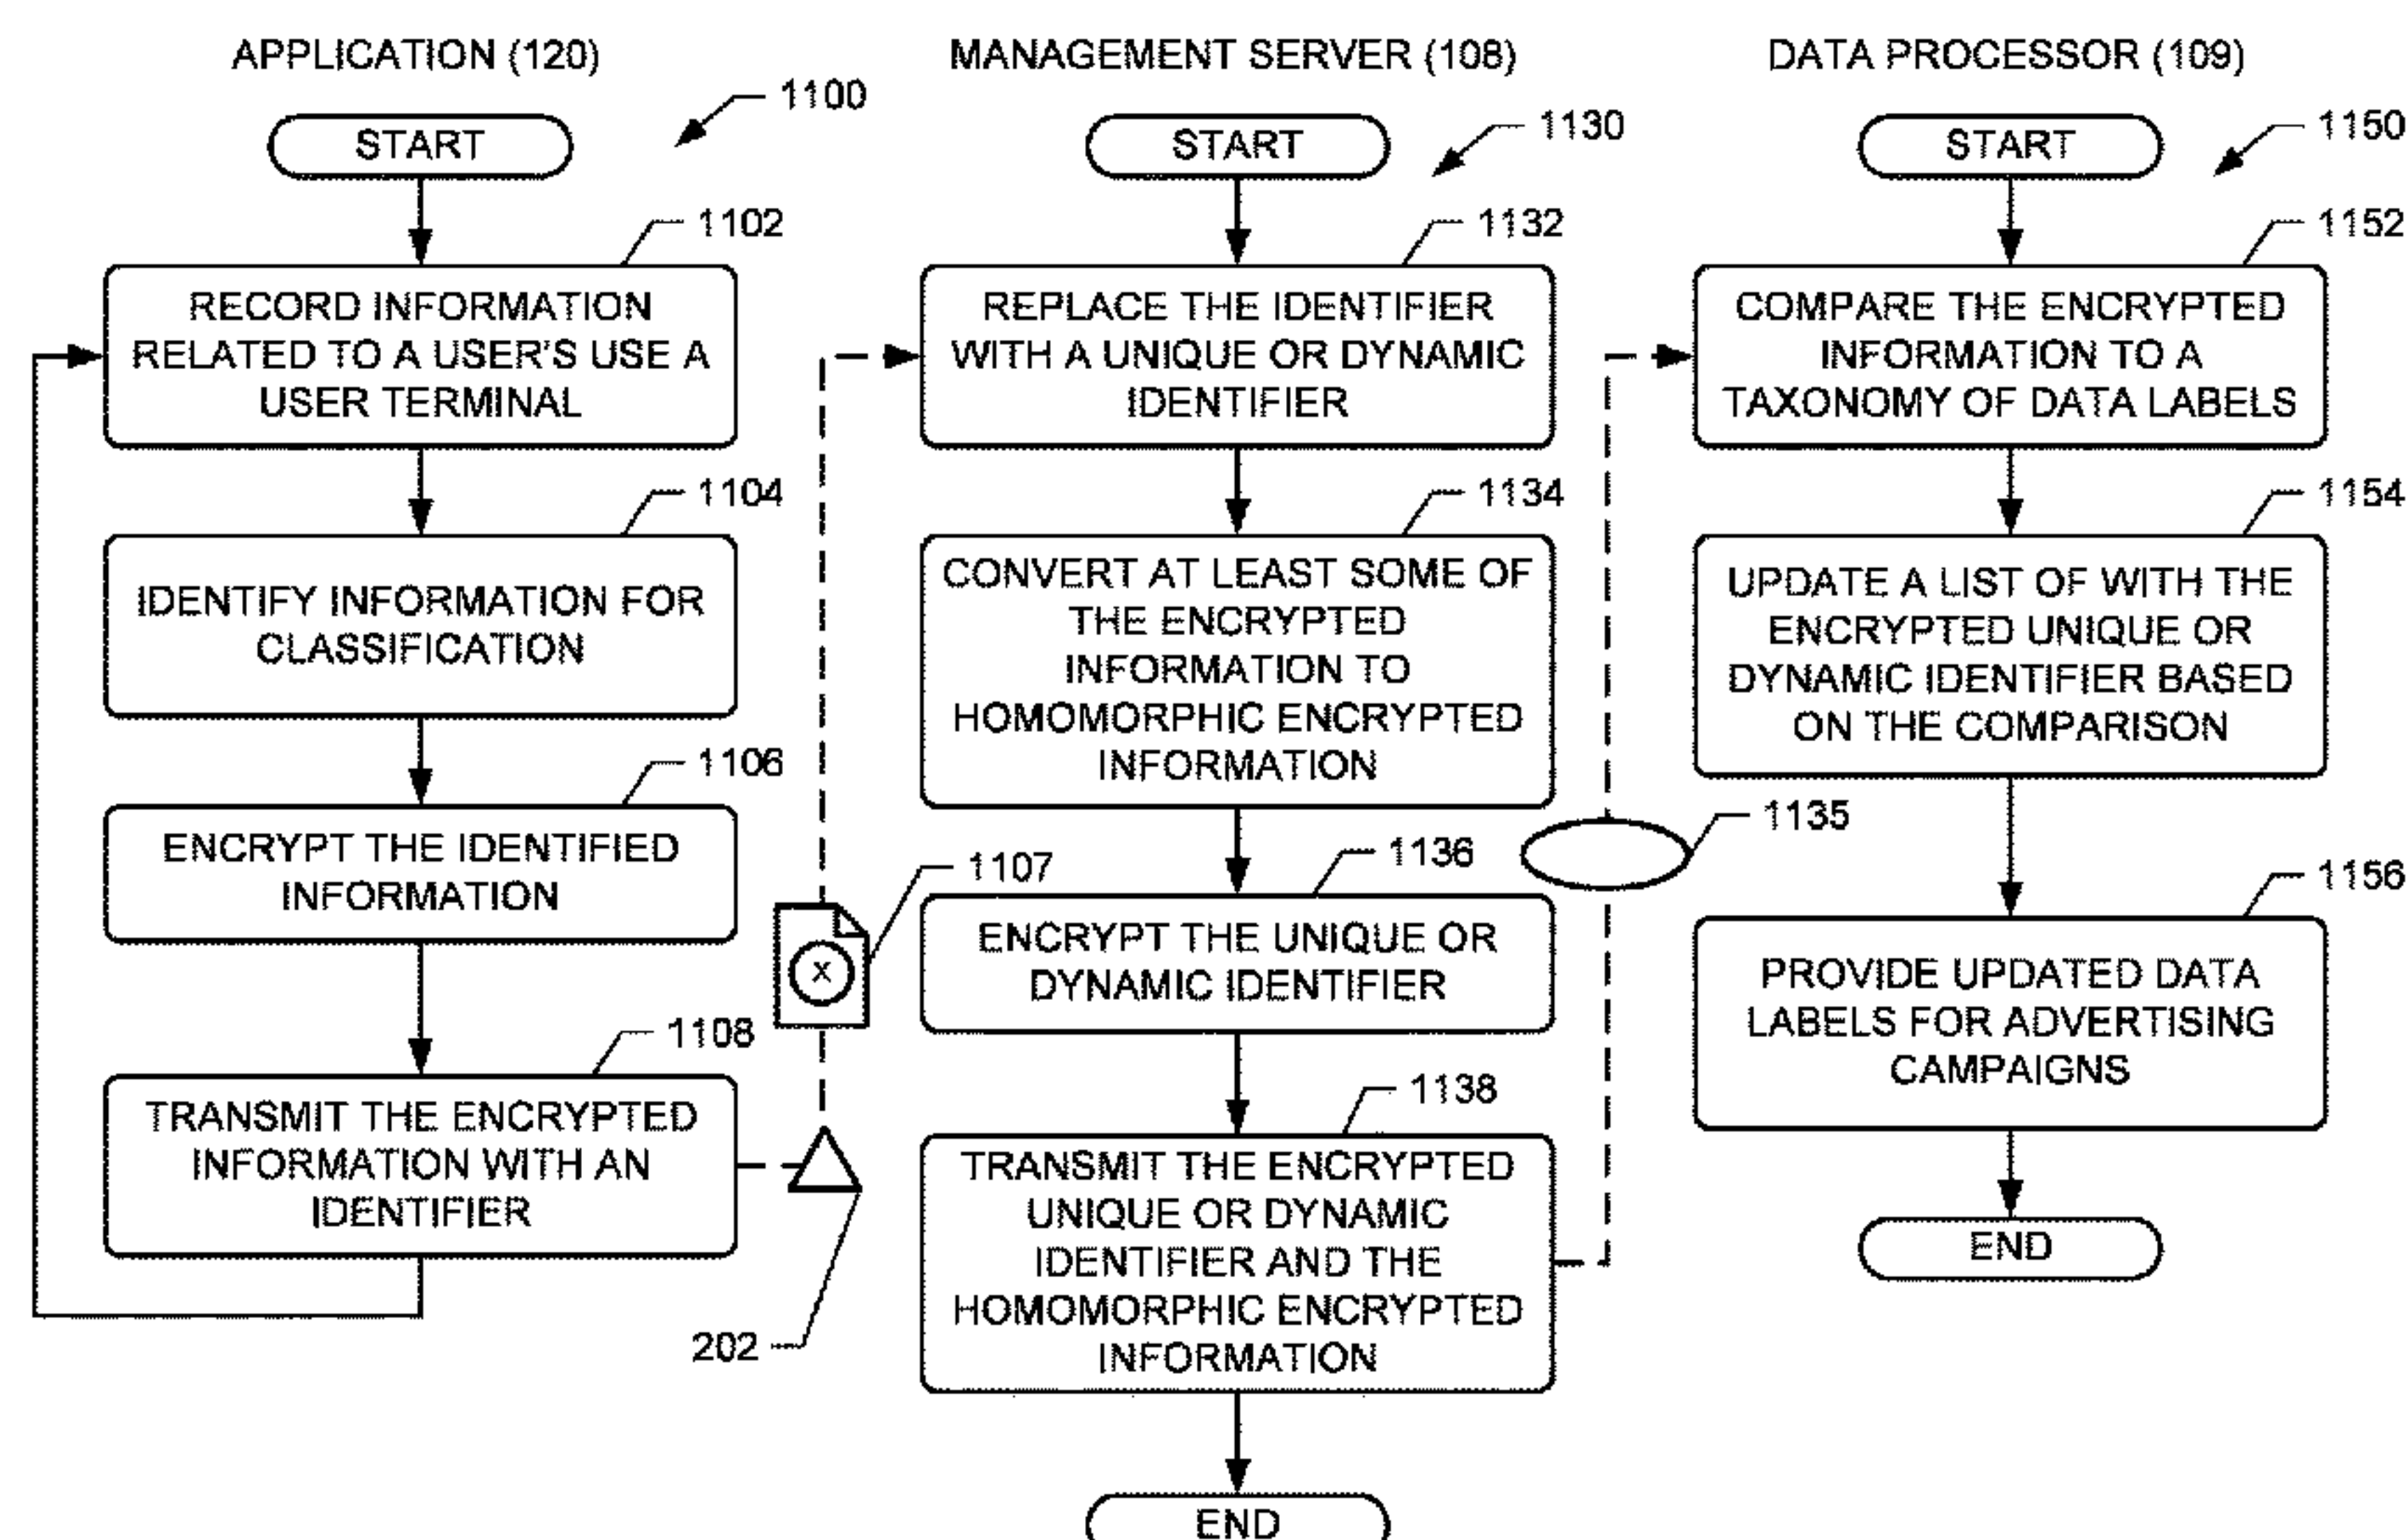 APPLICATION (120)
1100
START
1102
RECORD INFORMATION
RELATED TO A USER'S USE A
USER TERMINAL
1104
IDENTIFY INFORMATION FOR
CLASSIFICATION
1106
ENCRYPT THE IDENTIFIED
INFORMATION
1107
X
1108
TRANSMIT THE ENCRYPTED
INFORMATION WITH AN
IDENTIFIER
202
MANAGEMENT SERVER (108)
1130
START
1132
REPLACE THE IDENTIFIER
WITH A UNIQUE OR DYNAMIC
IDENTIFIER
1134
CONVERT AT LEAST SOME OF
THE ENCRYPTED
INFORMATION TO
HOMOMORPHIC ENCRYPTED
INFORMATION
1135
1136
ENCRYPT THE UNIQUE OR
DYNAMIC IDENTIFIER
1138
TRANSMIT THE ENCRYPTED
UNIQUE OR DYNAMIC
IDENTIFIER AND THE
HOMOMORPHIC ENCRYPTED
INFORMATION
END
DATA PROCESSOR (109)
1150
START
1152
COMPARE THE ENCRYPTED
INFORMATION TO A
TAXONOMY OF DATA LABELS
1154
UPDATE A LIST OF WITH THE
ENCRYPTED UNIQUE OR
DYNAMIC IDENTIFIER BASED
ON THE COMPARISON
1156
PROVIDE UPDATED DATA
LABELS FOR ADVERTISING
CAMPAIGNS
END